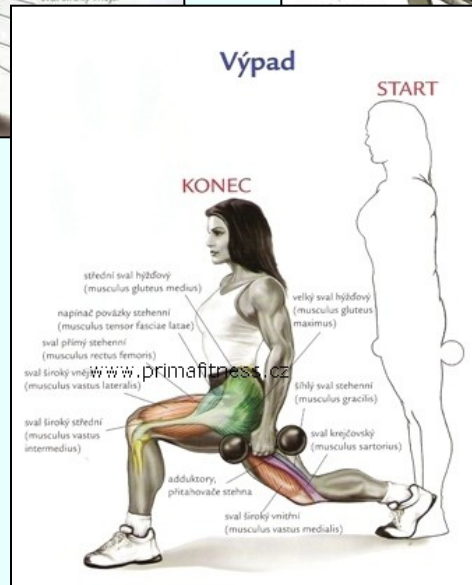 Výpad
START
KONEC
střední sval hýžďový
(musculus gluteus medius)
napínač povázky stehenní
(musculus tensor fasciae latae)
sval přímý stehenní
(musculus rectus femoris)
sval široký
(musculus vastus lateralis)
sval široký střední
(musculus vastus
intermedius)
velký sval hýžďový
(musculus gluteus
maximus)
www.primafitness.cz
šíhlý sval stehenní
(musculus gracilis)
sval krejčovský
(musculus sartorius)
adduktory,
přitahovače stehna
sval široký vnitřní
(musculus vastus medialis)